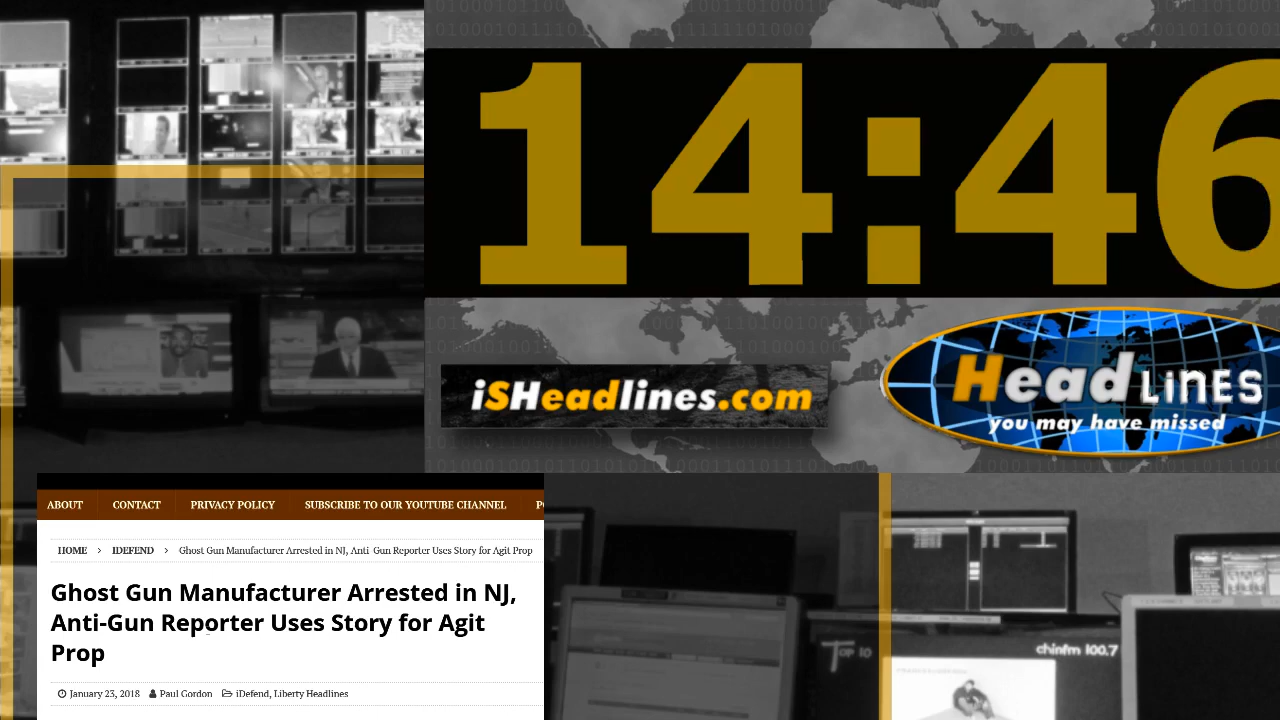 14:46
iSHeadlines.com
HeadLINES
you may have missed
ABOUT CONTACT PRIVACY POLICY SUBSCRIBE TO OUR YOUTUBE CHANNEL
HOME › IDEFEND › Ghost Gun Manufacturer Arrested in NJ, Anti-Gun Reporter Uses Story for Agit Prop
Ghost Gun Manufacturer Arrested in NJ,
Anti-Gun Reporter Uses Story for Agit
Prop
January 23, 2018 Paul Gordon iDefend, Liberty Headlines
TOP 10
chinfm 100.7